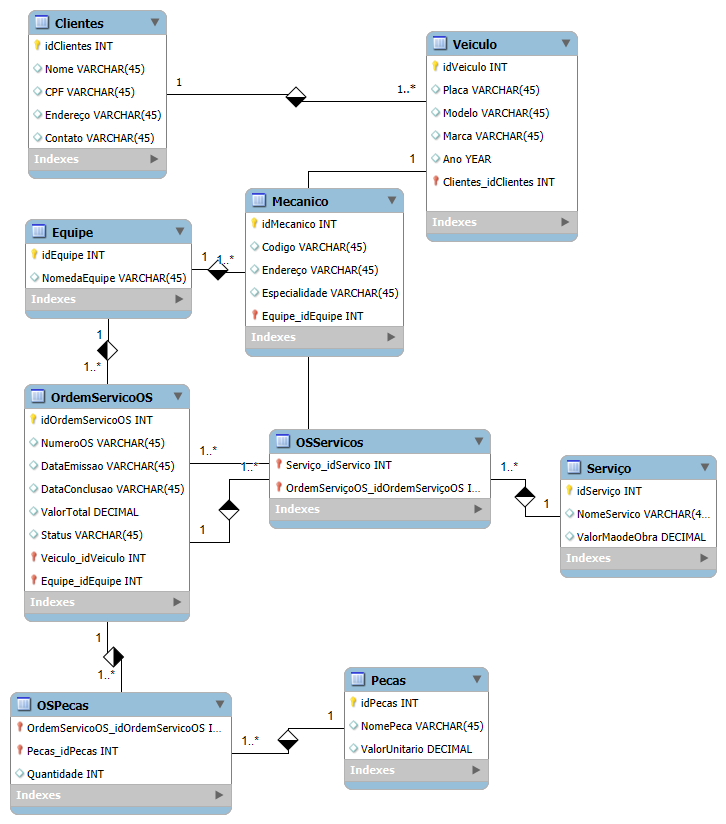 Clientes
idClientes INT
Nome VARCHAR(45)
CPF VARCHAR(45)
Endereço VARCHAR(45)
Contato VARCHAR(45)
Indexes
1
1..*
Veiculo
idVeiculo INT
Placa VARCHAR(45)
Modelo VARCHAR(45)
Marca VARCHAR(45)
Ano YEAR
Clientes_idClientes INT
Indexes
1
Mecanico
idMecanico INT
Codigo VARCHAR(45)
Endereço VARCHAR(45)
Especialidade VARCHAR(45)
Equipe_idEquipe INT
Indexes
Equipe
idEquipe INT
NomedaEquipe VARCHAR(45)
Indexes
1
1..*
1
1..*
OrdemServicoOS
idOrdemServicoOS INT
NumeroOS VARCHAR(45)
DataEmissao VARCHAR(45)
DataConclusao VARCHAR(45)
ValorTotal DECIMAL
Status VARCHAR(45)
Veiculo_idVeiculo INT
Equipe_idEquipe INT
Indexes
1..*
1..*
1
OSServicos
Serviço_idServico INT
OrdemServiçoOS_idOrdemServiçoOS I...
Indexes
1..*
1
Serviço
idServiço INT
NomeServico VARCHAR(4...
ValorMaodeObra DECIMAL
Indexes
1
1..*
OSPecas
OrdemServicoOS_idOrdemServicoOS I...
Pecas_idPecas INT
Quantidade INT
Indexes
1..*
1
Pecas
idPecas INT
NomePeca VARCHAR(45)
ValorUnitario DECIMAL
Indexes